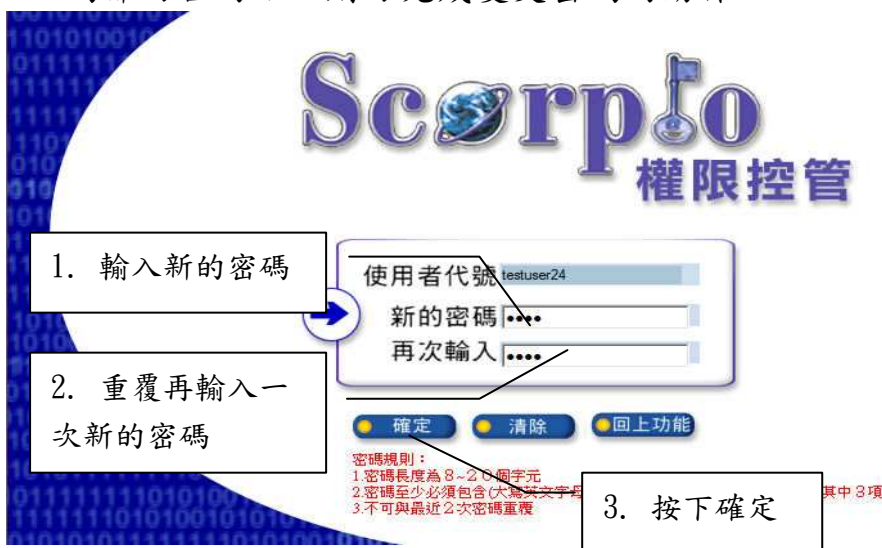 Scorpio
權限控管
1. 輸入新的密碼
使用者代號 testuser24
新的密碼
再次輸入
2. 重覆再輸入一
次新的密碼
確定 清除 回上功能
密碼規則：
1.密碼長度為８~２０個字元
2.密碼至少必須包含(大寫英文字母 其中３項
3.不可與最近２次密碼重覆
3. 按下確定